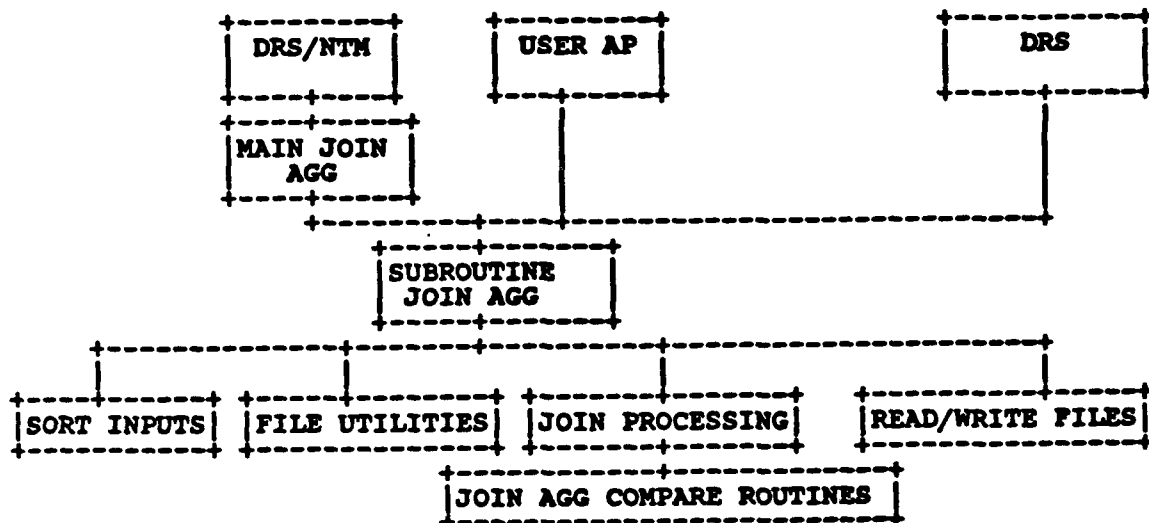 DRS/NTM USER AP DRS
MAIN JOIN
AGG
SUBROUTINE
JOIN AGG
SORT INPUTS FILE UTILITIES JOIN PROCESSING READ/WRITE FILES
JOIN AGG COMPARE ROUTINES